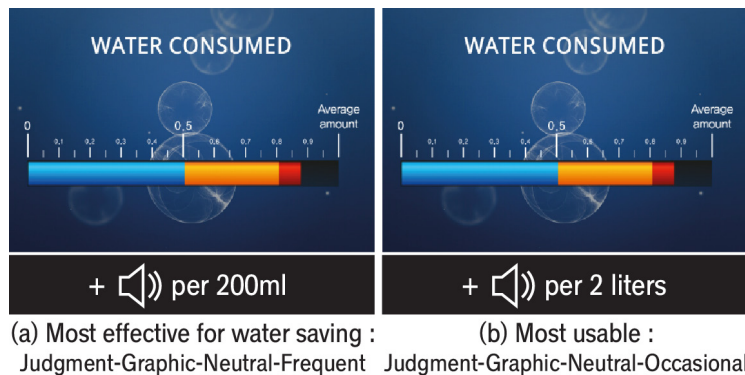 WATER CONSUMED
Average
amount
0
0.5
0.1 0.2 0.3 0.4 0.6 0.7 0.8 0.9
+ per 200ml
(a) Most effective for water saving :
Judgment-Graphic-Neutral-Frequent
WATER CONSUMED
Average
amount
0
0.5
0.1 0.2 0.3 0.4 0.6 0.7 0.8 0.9
+ per 2 liters
(b) Most usable :
Judgment-Graphic-Neutral-Occasional